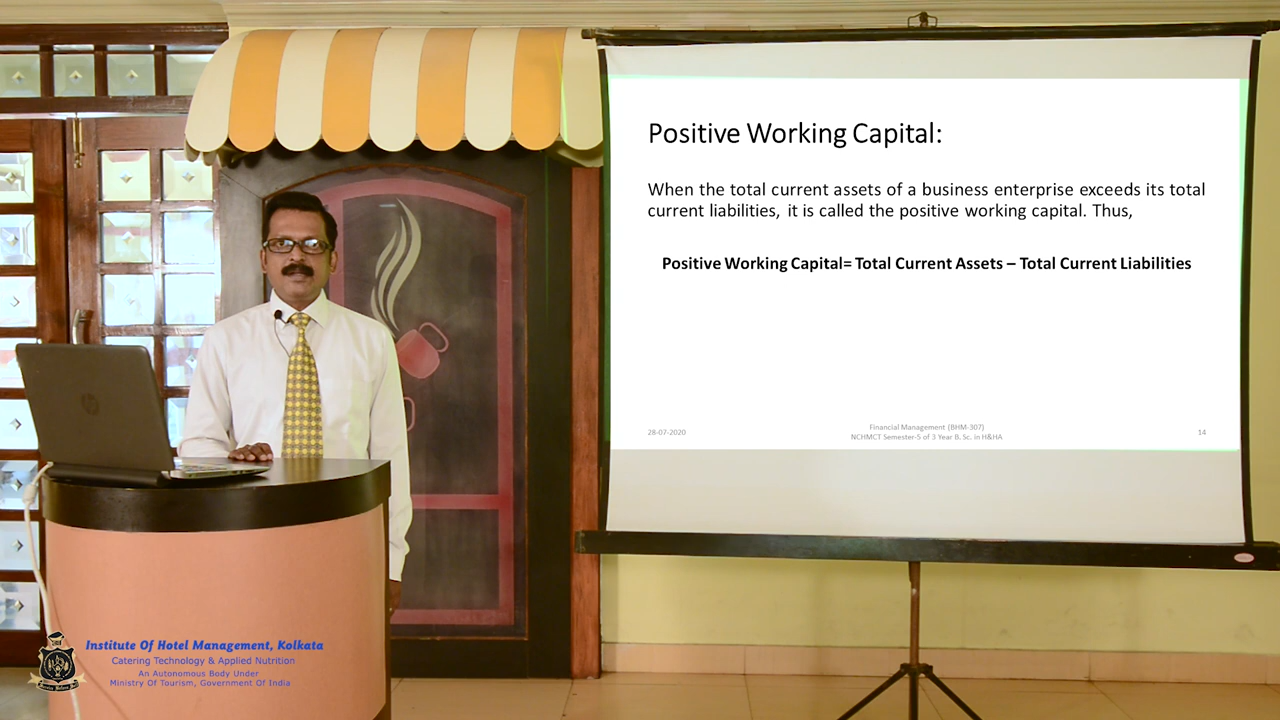 Positive Working Capital:
When the total current assets of a business enterprise exceeds its total
current liabilities, it is called the positive working capital. Thus,
Positive Working Capital= Total Current Assets – Total Current Liabilities
28-07-2020
Financial Management (BHM-307)
NCHMCT Semester-5 of 3 Year B. Sc. in H&HA
14
Institute Of Hotel Management, Kolkata
Catering Technology & Applied Nutrition
An Autonomous Body Under
Ministry Of Tourism, Government Of India